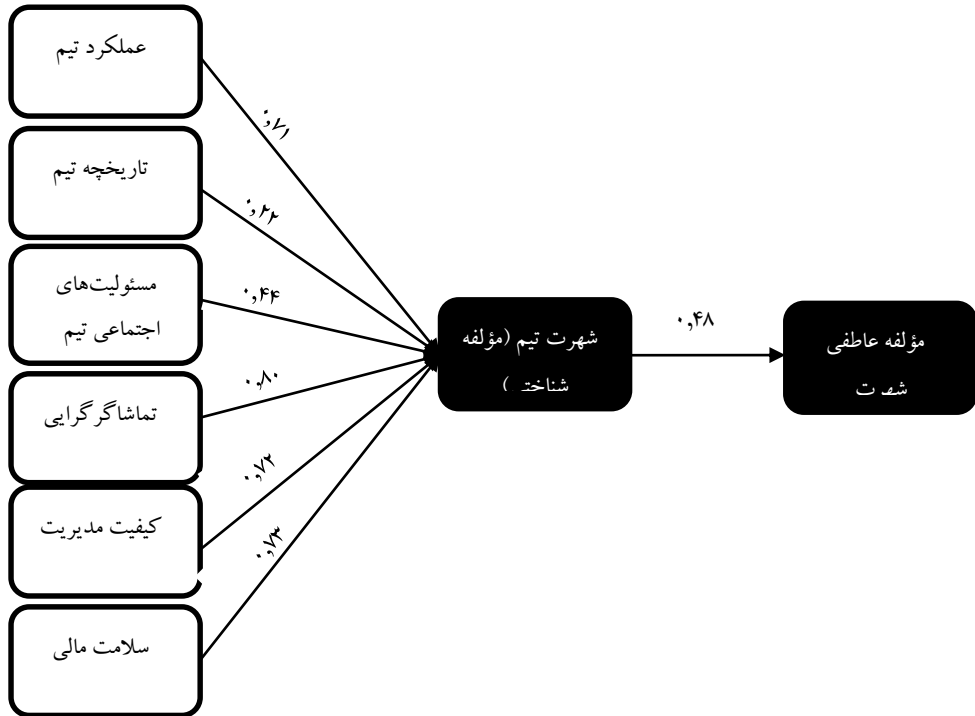 عملکرد تیم
۰,۷۱
تاریخچه تیم
۰,۲۲
مسئولیت‌های
اجتماعی تیم
۰,۴۴
تماشاگرگرایی
۰,۸۰
کیفیت مدیریت
۰,۷۲
سلامت مالی
۰,۷۳
شهرت تیم (مؤلفه
۰,۴۸
مؤلفه عاطفی